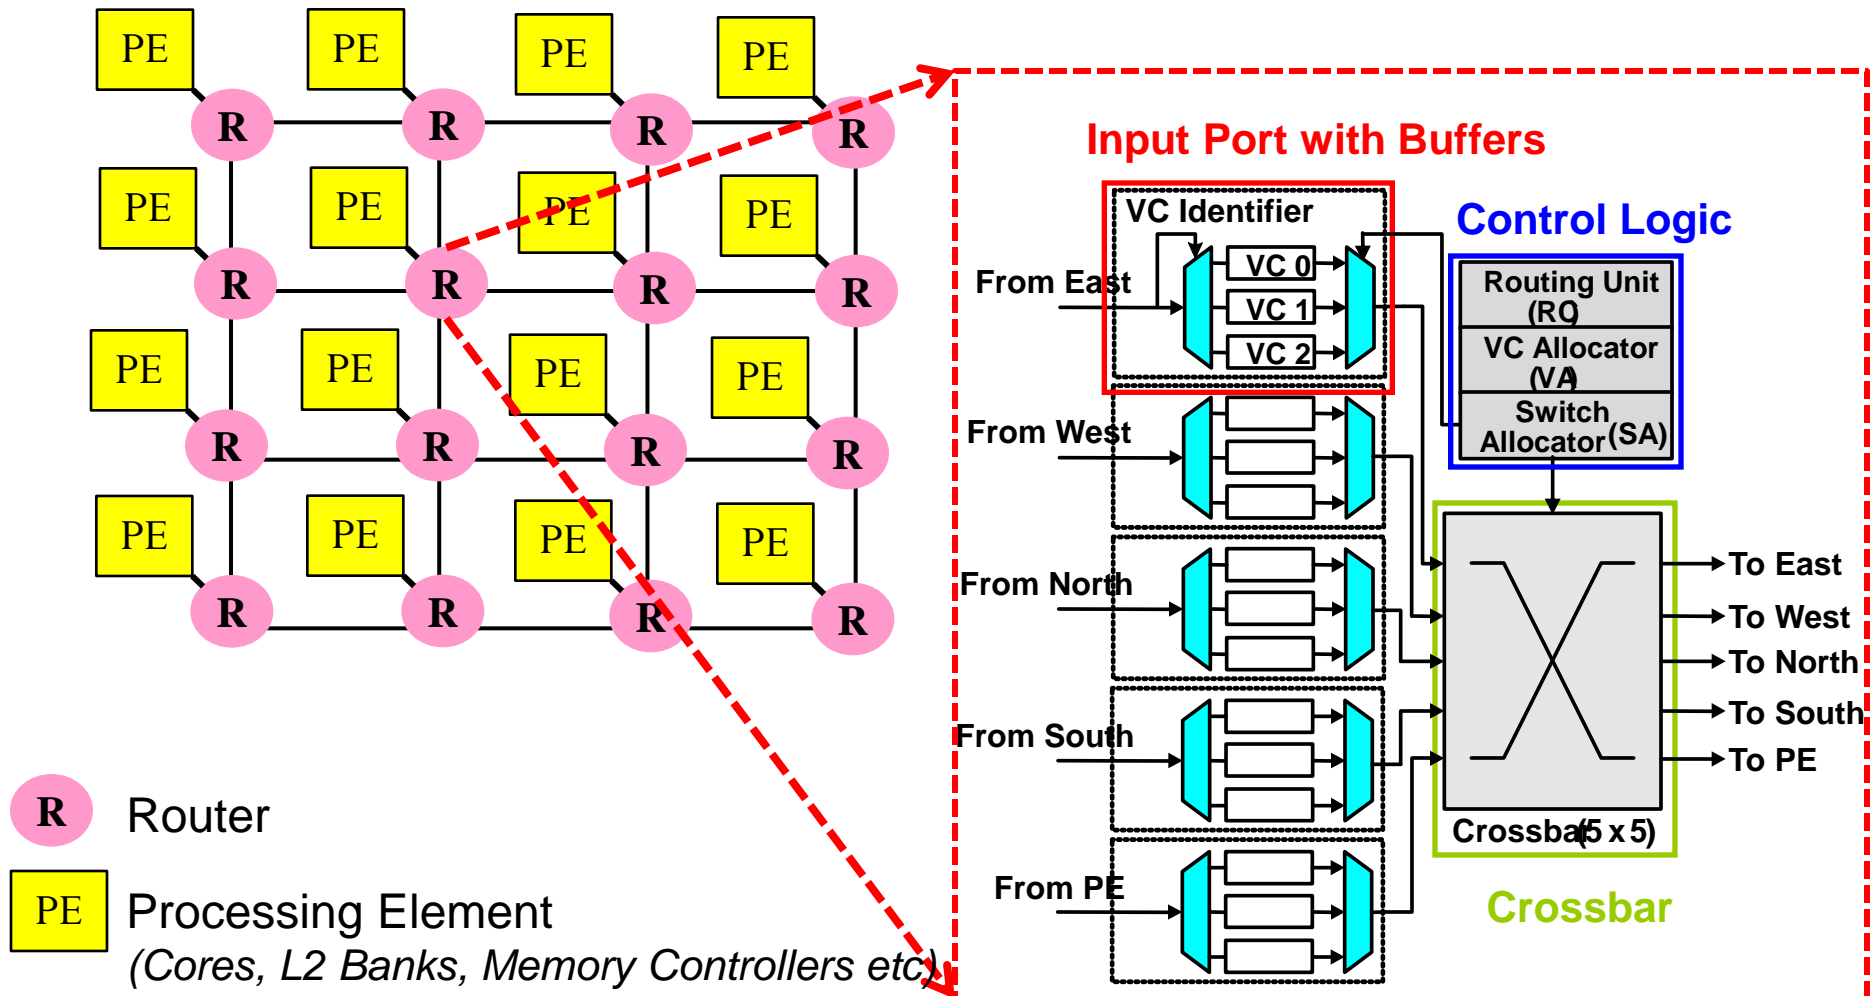 PE PE PE PE
R R R R
PE PE PE PE
R R R R
PE PE PE PE
R R R R
PE PE PE PE
R R R R
R Router
PE Processing Element
(Cores, L2 Banks, Memory Controllers etc)
Input Port with Buffers
VC Identifier
From East
VC 0
VC 1
VC 2
From West
From North
From South
From PE
Control Logic
Routing Unit
(RC)
VC Allocator
(VA)
Switch
Allocator (SA)
To East
To West
To North
To South
To PE
Crossbar (5 x 5)
Crossbar